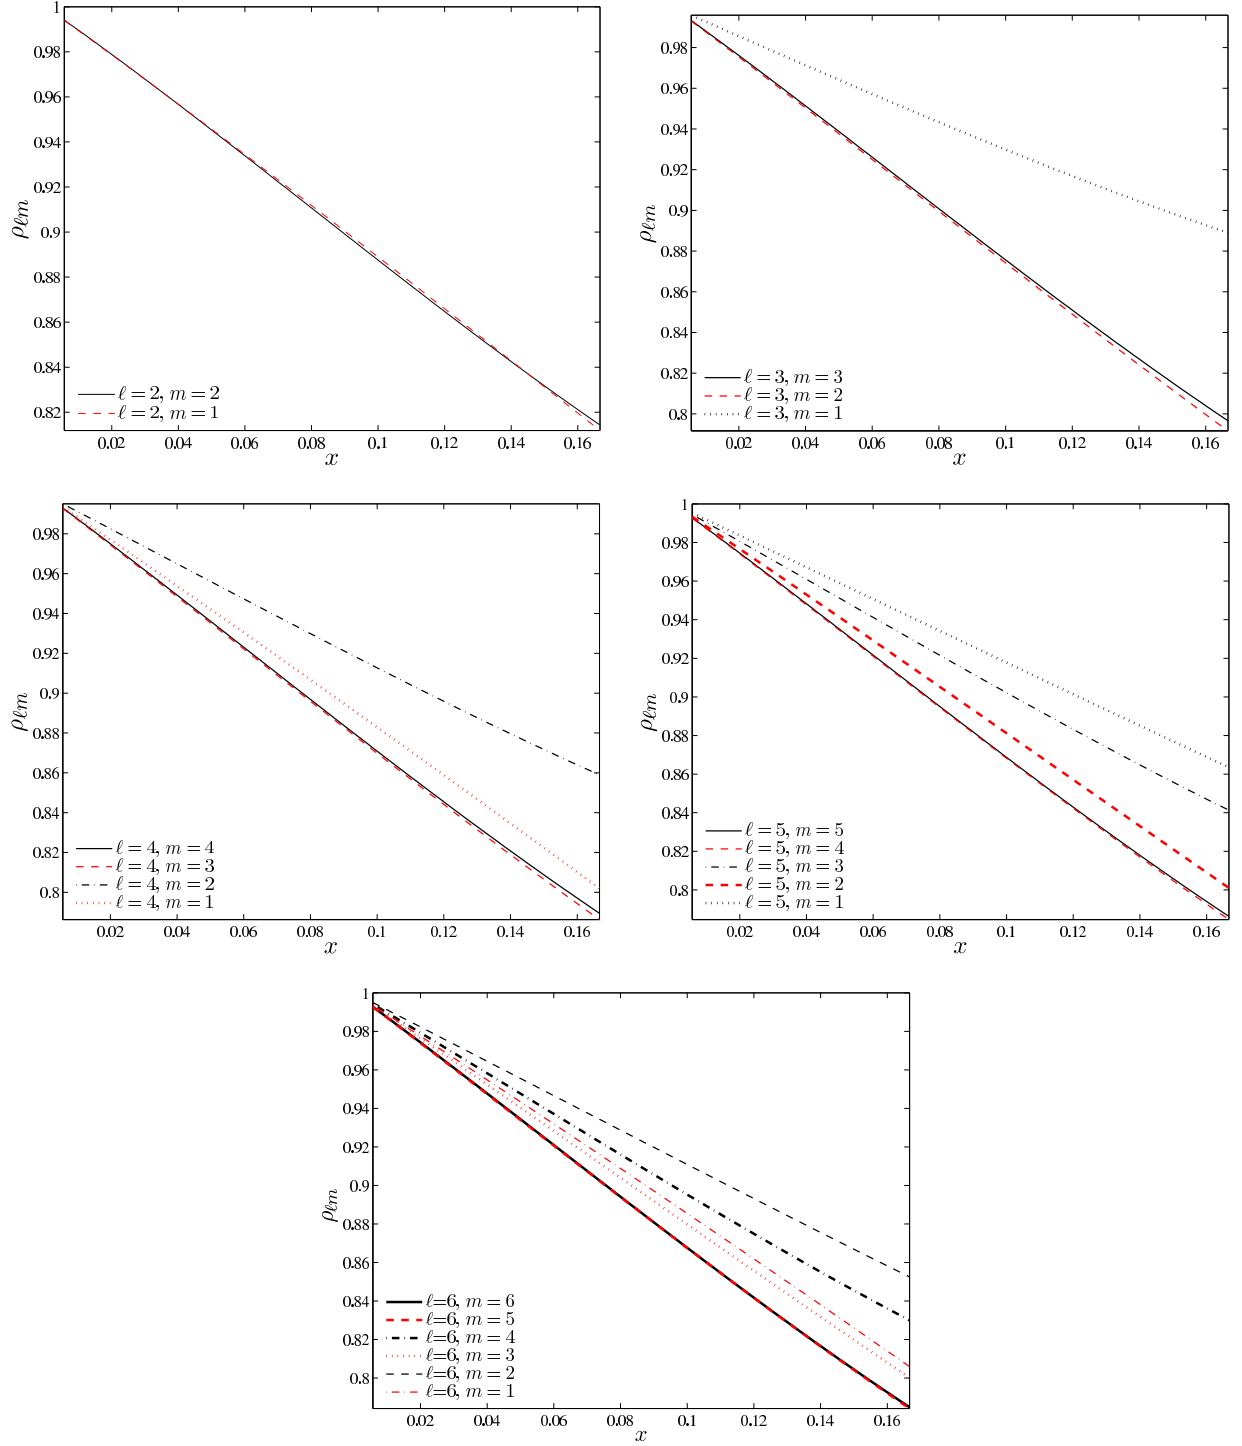 1
0.98
0.96
0.94
0.92
0.9
0.88
0.86
0.84
0.82
ρℓm
ℓ = 2, m = 2
ℓ = 2, m = 1
0.02 0.04 0.06 0.08 0.1 0.12 0.14 0.16
x
0.98
0.96
0.94
0.92
0.9
0.88
0.86
0.84
0.82
0.8
ρℓm
ℓ = 3, m = 3
ℓ = 3, m = 2
ℓ = 3, m = 1
0.02 0.04 0.06 0.08 0.1 0.12 0.14 0.16
x
0.98
0.96
0.94
0.92
0.9
0.88
0.86
0.84
0.82
0.8
ρℓm
ℓ = 4, m = 4
ℓ = 4, m = 3
ℓ = 4, m = 2
ℓ = 4, m = 1
0.02 0.04 0.06 0.08 0.1 0.12 0.14 0.16
x
1
0.98
0.96
0.94
0.92
0.9
0.88
0.86
0.84
0.82
0.8
ρℓm
ℓ = 5, m = 5
ℓ = 5, m = 4
ℓ = 5, m = 3
ℓ = 5, m = 2
ℓ = 5, m = 1
0.02 0.04 0.06 0.08 0.1 0.12 0.14 0.16
x
1
0.98
0.96
0.94
0.92
0.9
0.88
0.86
0.84
0.82
0.8
ρℓm
ℓ=6, m = 6
ℓ=6, m = 5
ℓ=6, m = 4
ℓ=6, m = 3
ℓ=6, m = 2
ℓ=6, m = 1
0.02 0.04 0.06 0.08 0.1 0.12 0.14 0.16
x